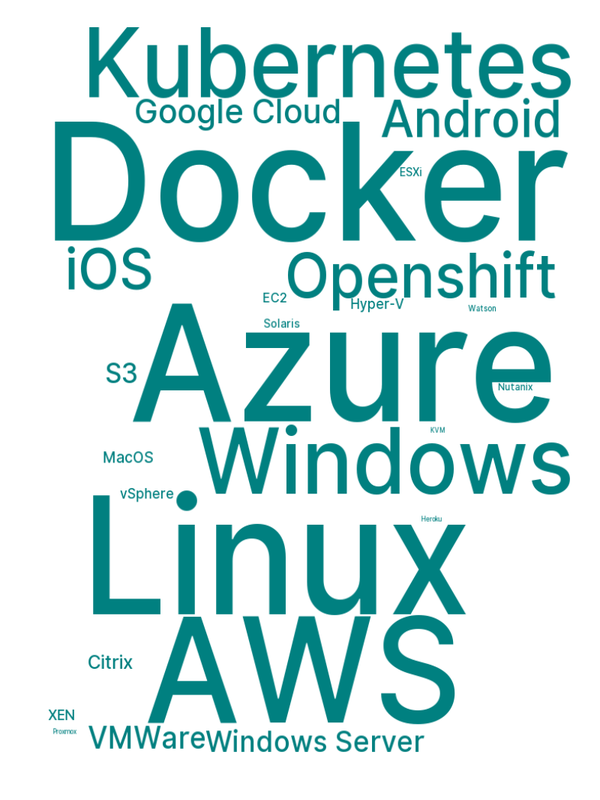 Kubernetes
Google Cloud
Android
Docker
ESXi
iOS
Openshift
EC2
Hyper-V
Watson
Solaris
Azure
S3
Nutanix
Windows
KVM
MacOS
vSphere
Linux
Heroku
AWS
Citrix
XEN
Proxmox
VMWare
Windows Server